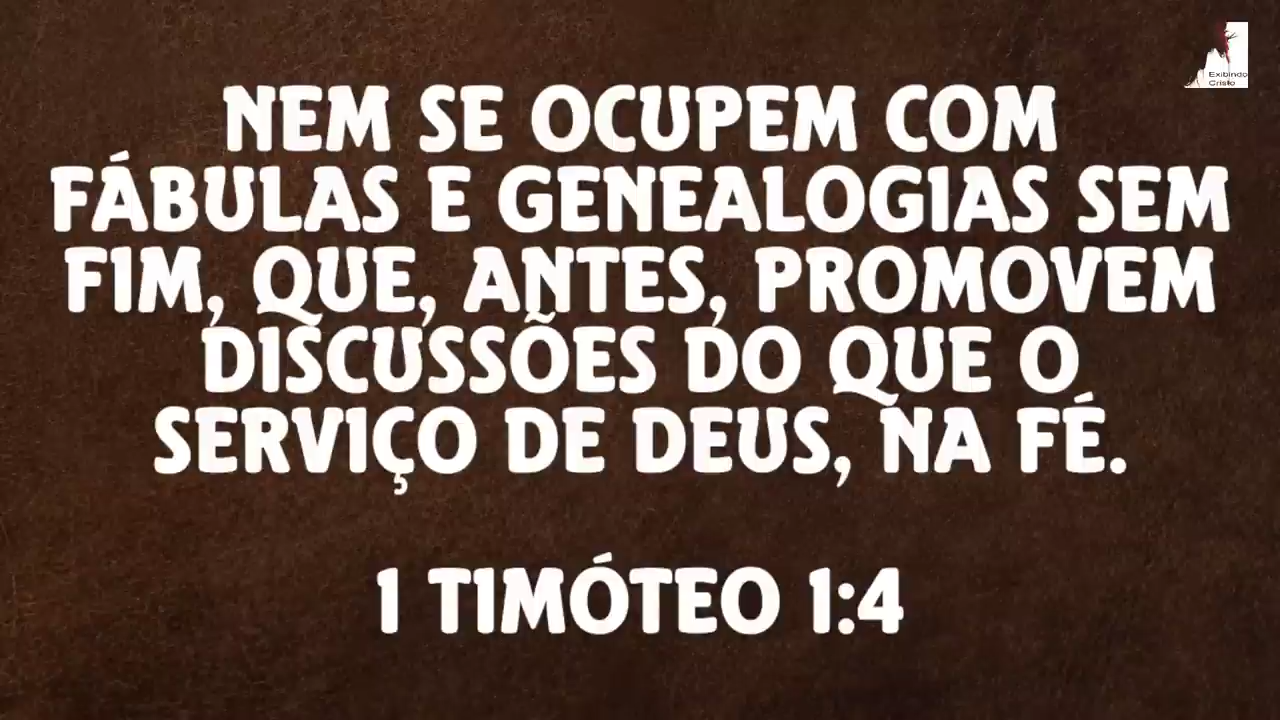 Exibindo
Cristo
NEM SE OCUPEM COM
FÁBULAS E GENEALOGIAS SEM
FIM, QUE, ANTES, PROMOVEM
DISCUSSÕES DO QUE O
SERVIÇO DE DEUS, NA FÉ.
1 TIMÓTEO 1:4